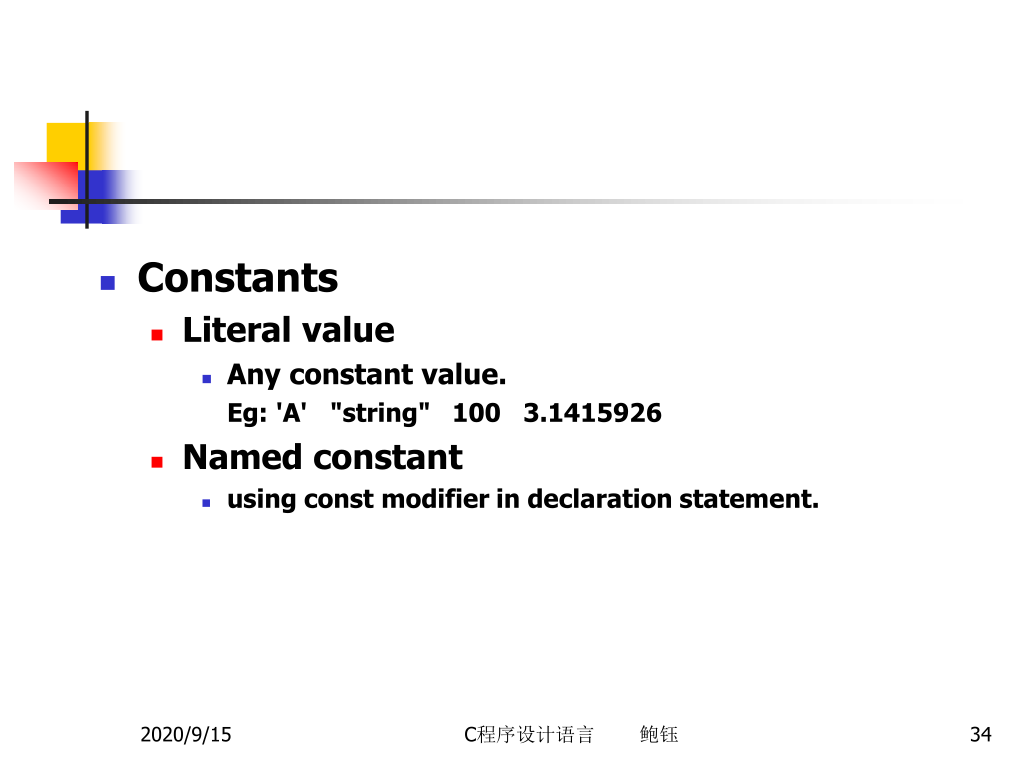 Constants
Literal value
Any constant value.
Eg: 'A' "string" 100 3.1415926
Named constant
using const modifier in declaration statement.
2020/9/15 C程序设计语言 鲍钰 34